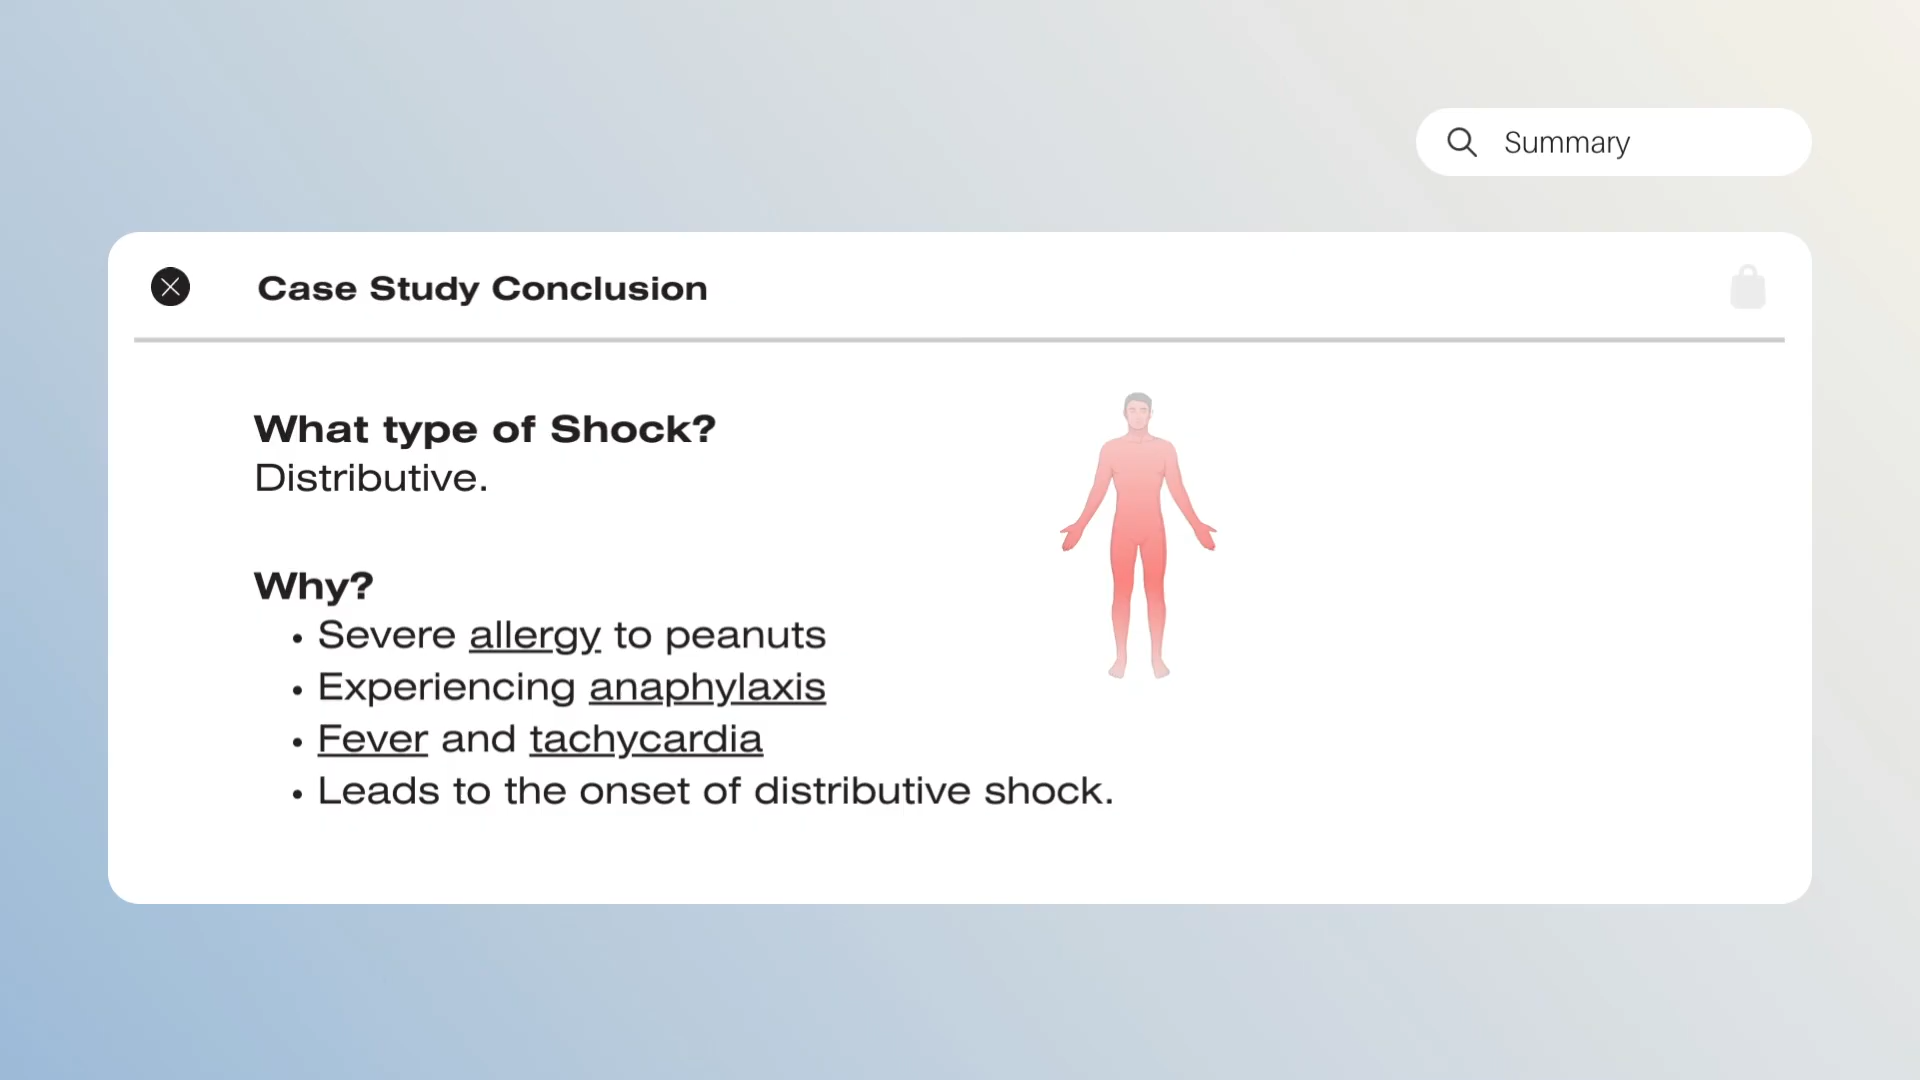 Summary
Case Study Conclusion
What type of Shock?
Distributive.
Why?
• Severe allergy to peanuts
• Experiencing anaphylaxis
• Fever and tachycardia
• Leads to the onset of distributive shock.